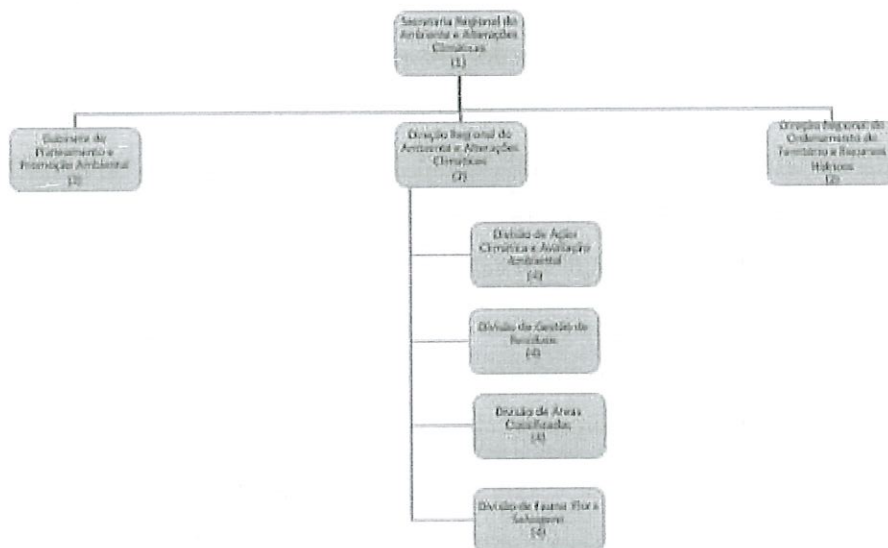 Secretaria Regional do
Ambiente e Alterações
Climáticas
(1)
Gabinete de
Planeamento e
Promoção Ambiental
(3)
Direção Regional do
Ambiente e Alterações
Climáticas
(2)
Direção Regional do
Ordenamento do
Território e Recursos
Hídricos
(2)
Divisão de Ação
Climática e Avaliação
Ambiental
(4)
Divisão de Gestão de
Resíduos
(4)
Divisão de Áreas
Classificadas
(4)
Divisão de Fauna Flora
Selvagens
(4)